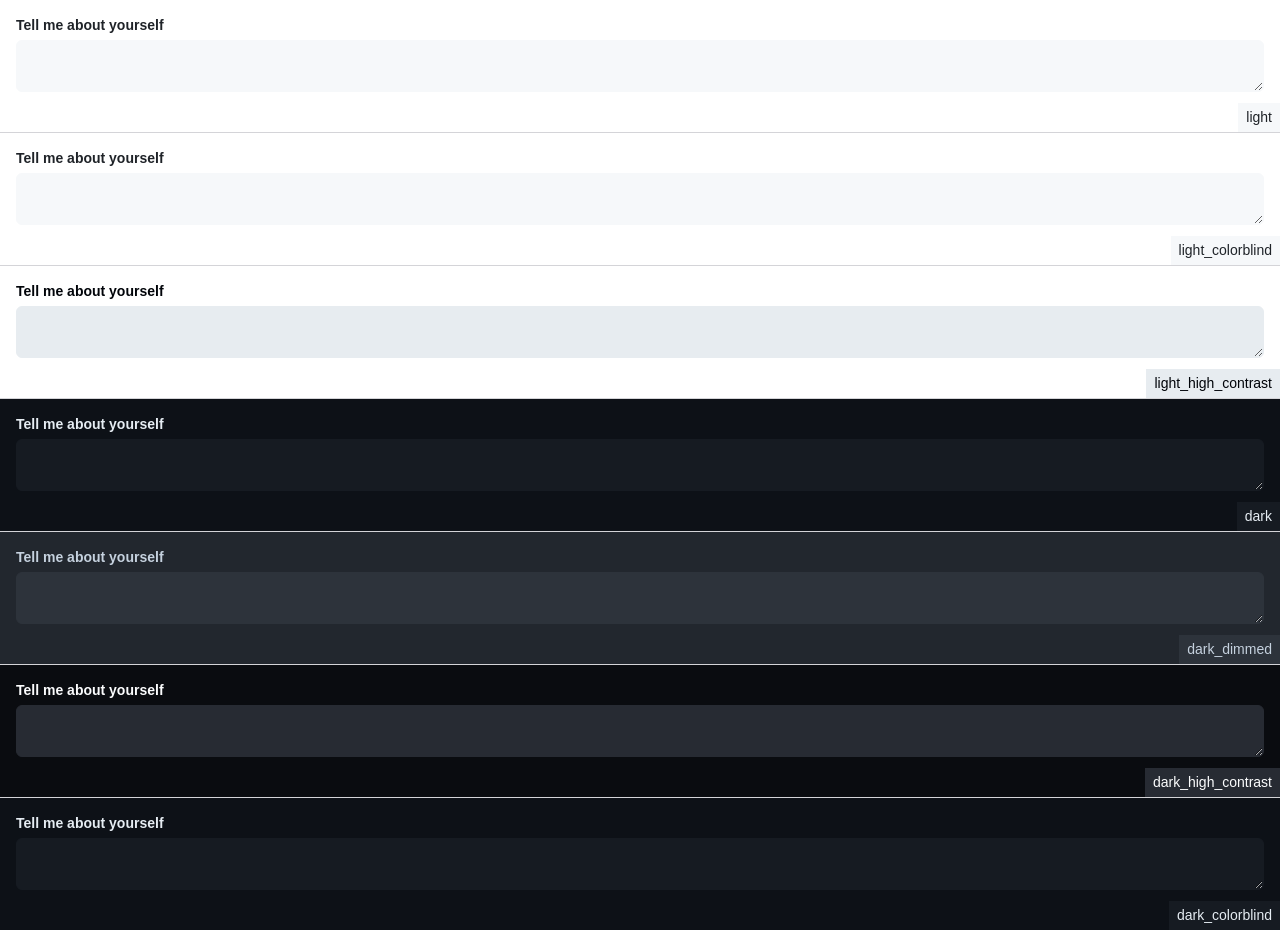 Tell me about yourself
light
Tell me about yourself
light_colorblind
Tell me about yourself
light_high_contrast
Tell me about yourself
dark
Tell me about yourself
dark_dimmed
Tell me about yourself
dark_high_contrast
Tell me about yourself
dark_colorblind